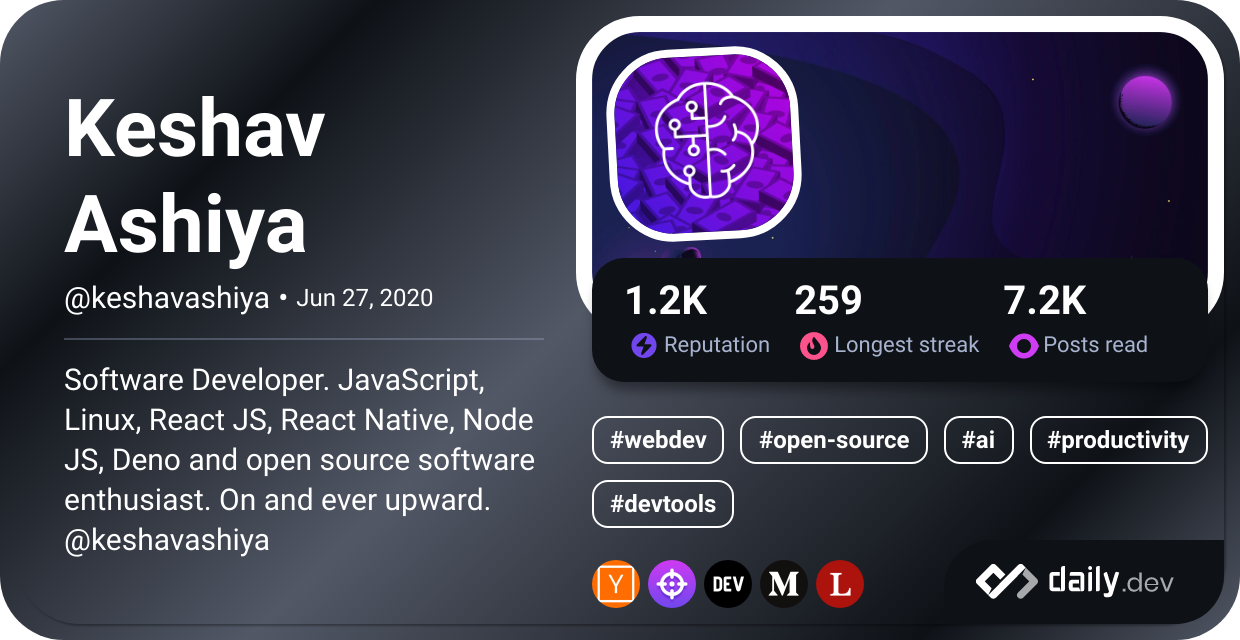 Keshav
Ashiya
@keshavashiya • Jun 27, 2020
Software Developer. JavaScript,
Linux, React JS, React Native, Node
JS, Deno and open source software
enthusiast. On and ever upward.
@keshavashiya
1.2K 259 7.2K
Reputation Longest streak Posts read
#webdev #open-source #ai #productivity
#devtools
Y DEV M L
daily.dev